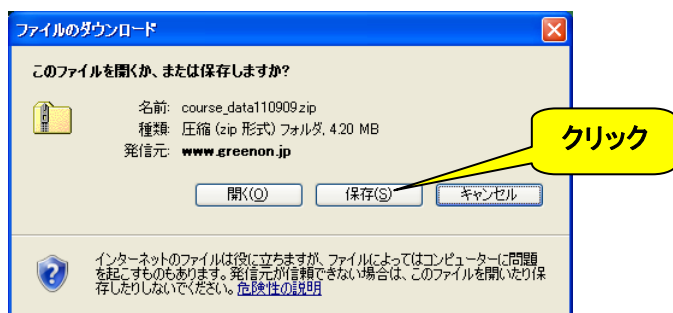 ファイルのダウンロード
このファイルを開くか、または保存しますか?
名前: course_data110909.zip
種類: 圧縮 (zip 形式) フォルダ, 4.20 MB
発信元: www.greenon.jp
クリック
開く(O) 保存(S) キャンセル
インターネットのファイルは役に立ちますが、ファイルによってはコンピューターに問題
を起こすものもあります。発信元が信頼できない場合は、このファイルを開いたり保
存したりしないでください。危険性の説明